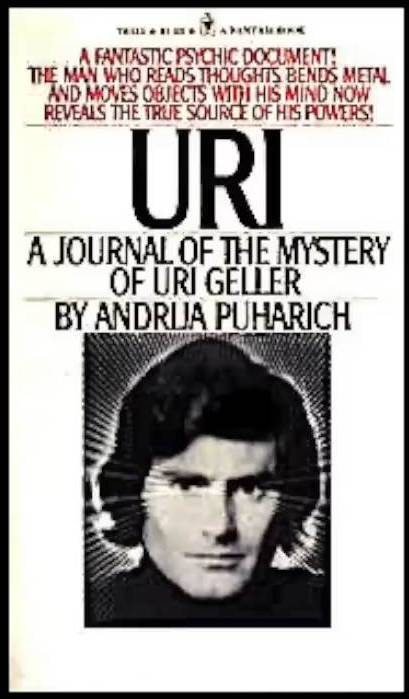 A FANTASTIC PSYCHIC DOCUMENT!
THE MAN WHO READS THOUGHTS BENDS METAL
AND MOVES OBJECTS WITH HIS MIND NOW
REVEALS THE TRUE SOURCE OF HIS POWERS!
URI
A JOURNAL OF THE MYSTERY
OF URI GELLER
BY ANDRIJA PUHARICH